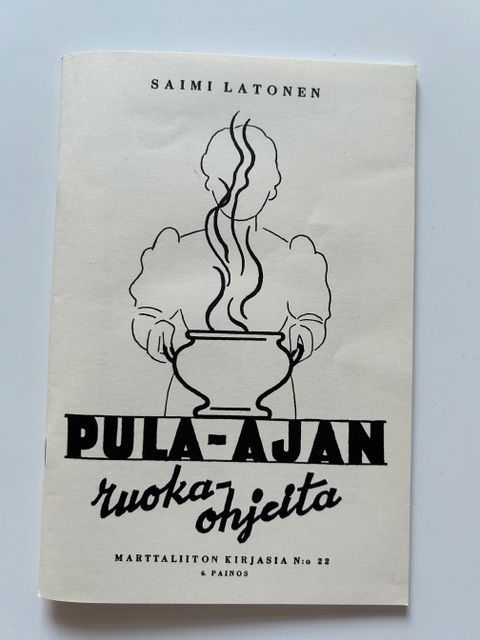 SAIMI LATONEN
PULA-AJAN
ruoka-
ohjeita
MARTTALIITON KIRJASIA N:o 22
6. PAINOS